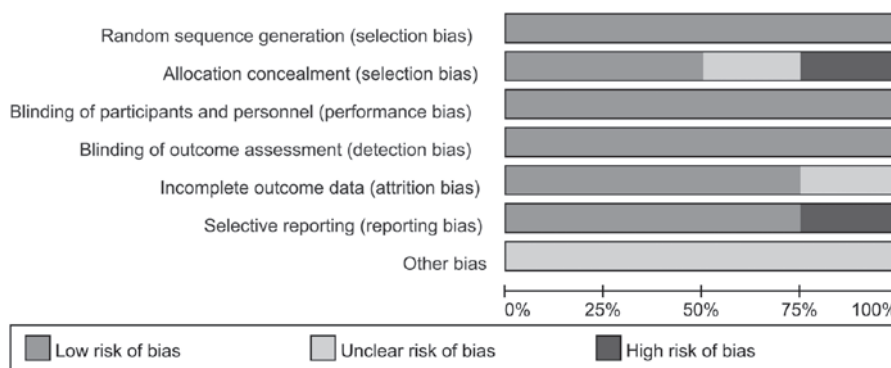 Random sequence generation (selection bias)
Allocation concealment (selection bias)
Blinding of participants and personnel (performance bias)
Blinding of outcome assessment (detection bias)
Incomplete outcome data (attrition bias)
Selective reporting (reporting bias)
Other bias
0% 25% 50% 75% 100%
Low risk of bias Unclear risk of bias High risk of bias